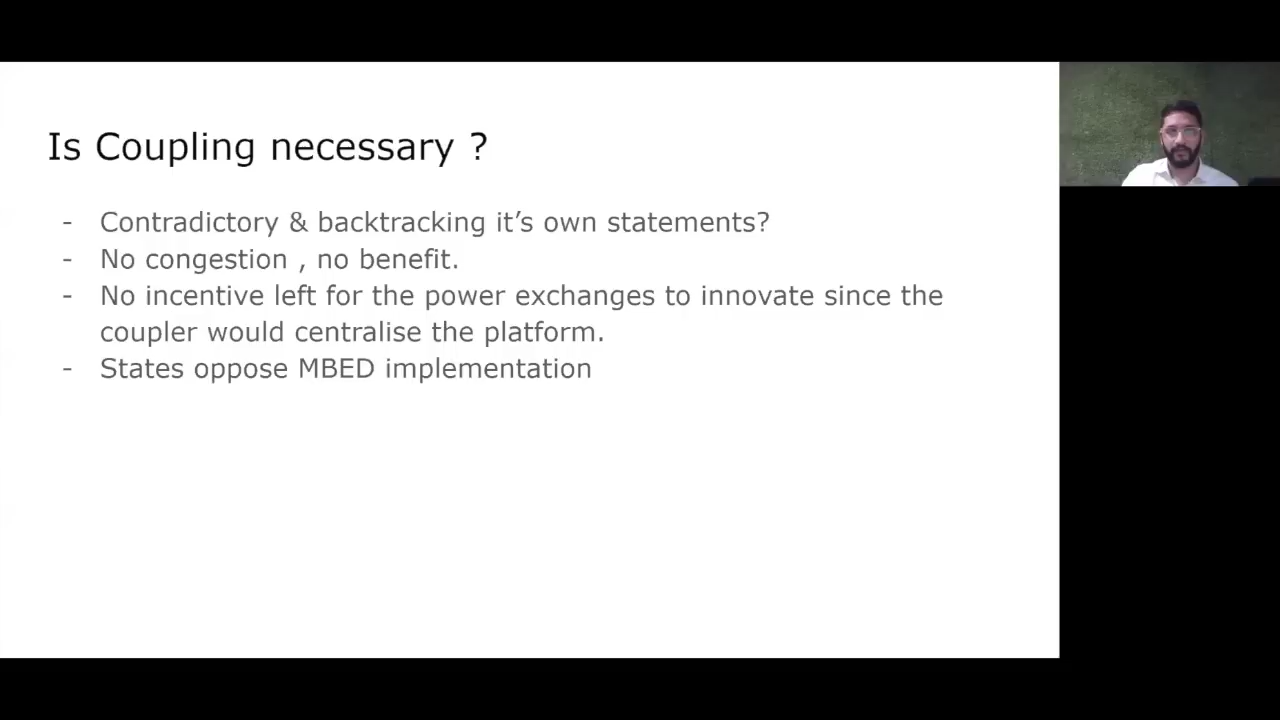 Is Coupling necessary ?
- Contradictory & backtracking it’s own statements?
- No congestion , no benefit.
- No incentive left for the power exchanges to innovate since the
coupler would centralise the platform.
- States oppose MBED implementation